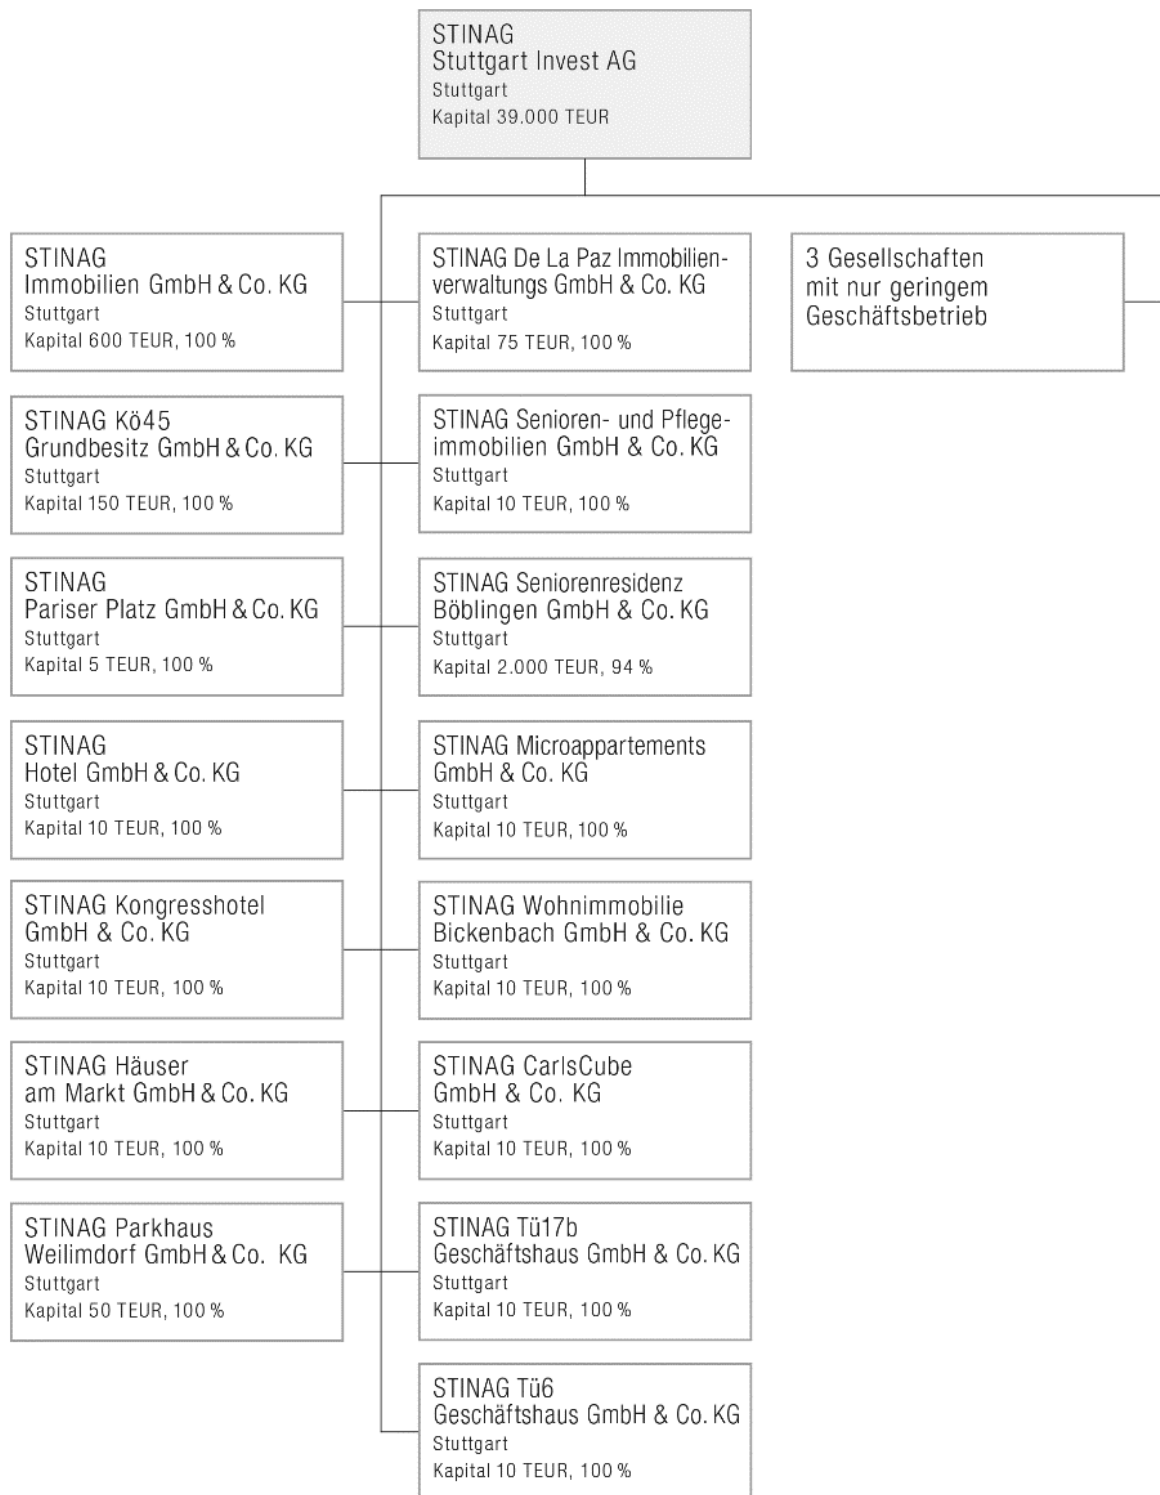 STINAG
Stuttgart Invest AG
Stuttgart
Kapital 39.000 TEUR
STINAG
Immobilien GmbH & Co. KG
Stuttgart
Kapital 600 TEUR, 100 %
STINAG De La Paz Immobilien-
verwaltungs GmbH & Co. KG
Stuttgart
Kapital 75 TEUR, 100 %
3 Gesellschaften
mit nur geringem
Geschäftsbetrieb
STINAG Kö45
Grundbesitz GmbH & Co. KG
Stuttgart
Kapital 150 TEUR, 100 %
STINAG Senioren- und Pflege-
immobilien GmbH & Co. KG
Stuttgart
Kapital 10 TEUR, 100 %
STINAG
Pariser Platz GmbH & Co. KG
Stuttgart
Kapital 5 TEUR, 100 %
STINAG Seniorenresidenz
Böblingen GmbH & Co. KG
Stuttgart
Kapital 2.000 TEUR, 94 %
STINAG
Hotel GmbH & Co. KG
Stuttgart
Kapital 10 TEUR, 100 %
STINAG Microappartements
GmbH & Co. KG
Stuttgart
Kapital 10 TEUR, 100 %
STINAG Kongresshotel
GmbH & Co. KG
Stuttgart
Kapital 10 TEUR, 100 %
STINAG Wohnimmobilie
Bickenbach GmbH & Co. KG
Stuttgart
Kapital 10 TEUR, 100 %
STINAG Häuser
am Markt GmbH & Co. KG
Stuttgart
Kapital 10 TEUR, 100 %
STINAG CarlsCube
GmbH & Co. KG
Stuttgart
Kapital 10 TEUR, 100 %
STINAG Parkhaus
Weilimdorf GmbH & Co. KG
Stuttgart
Kapital 50 TEUR, 100 %
STINAG Tü17b
Geschäftshaus GmbH & Co. KG
Stuttgart
Kapital 10 TEUR, 100 %
STINAG Tü6
Geschäftshaus GmbH & Co. KG
Stuttgart
Kapital 10 TEUR, 100 %